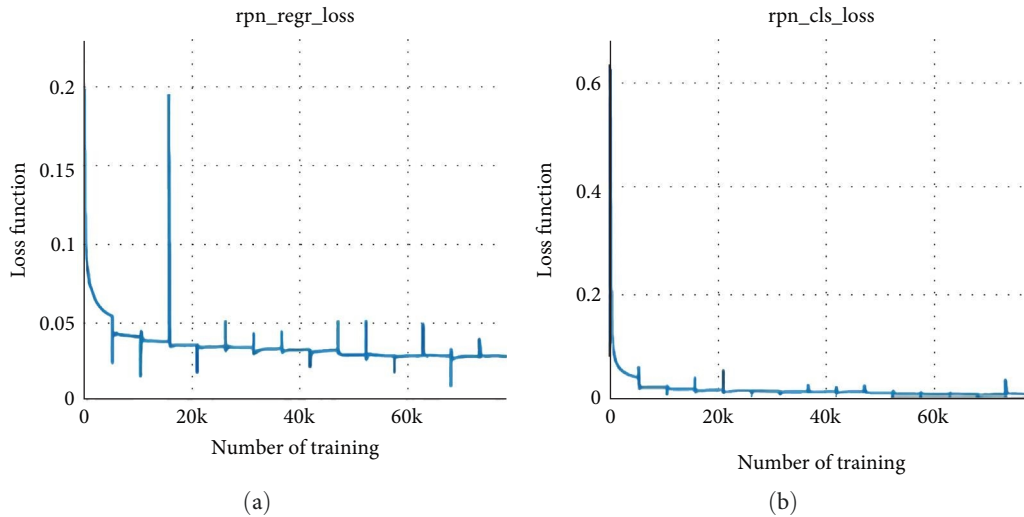 rpn_regr_loss
0.2
0.15
0.1
0.05
0
Loss function
0
20k
40k
60k
Number of training
(a)
rpn_cls_loss
0.6
0.4
0.2
0
Loss function
0
20k
40k
60k
Number of training
(b)